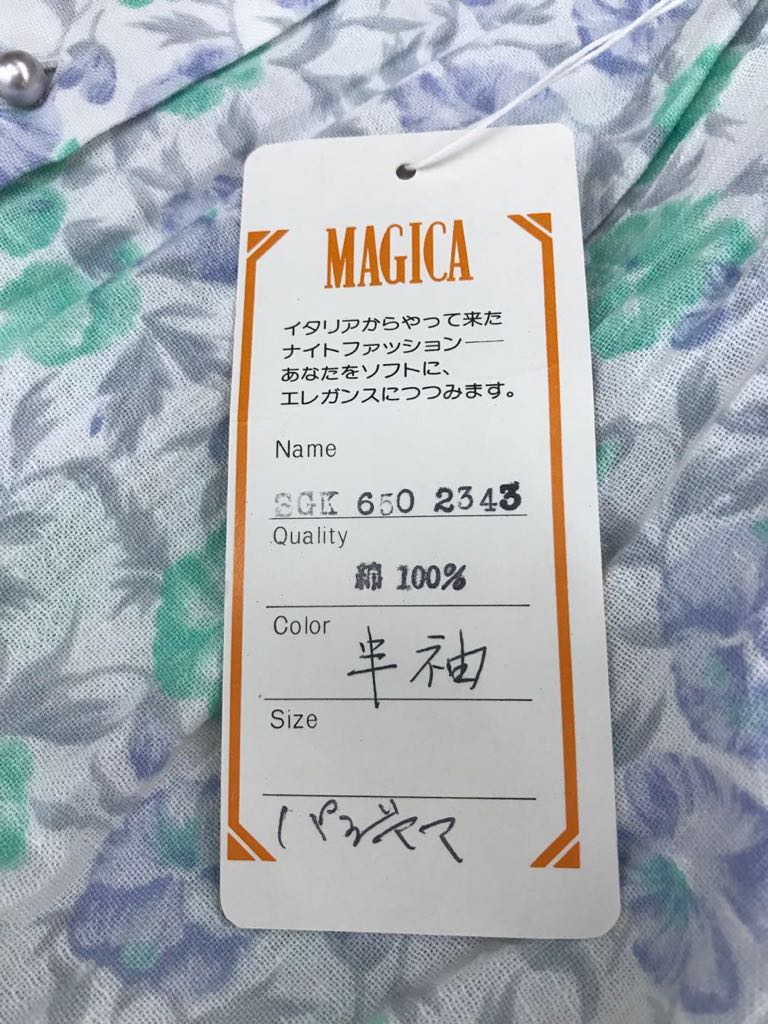 MAGICA
イタリアからやって来た
ナイトファッション──
あなたをソフトに、
エレガンスにつつみます。
Name
SGK 650 2343
Quality
綿 100%
Color
半袖
Size
パジャマ